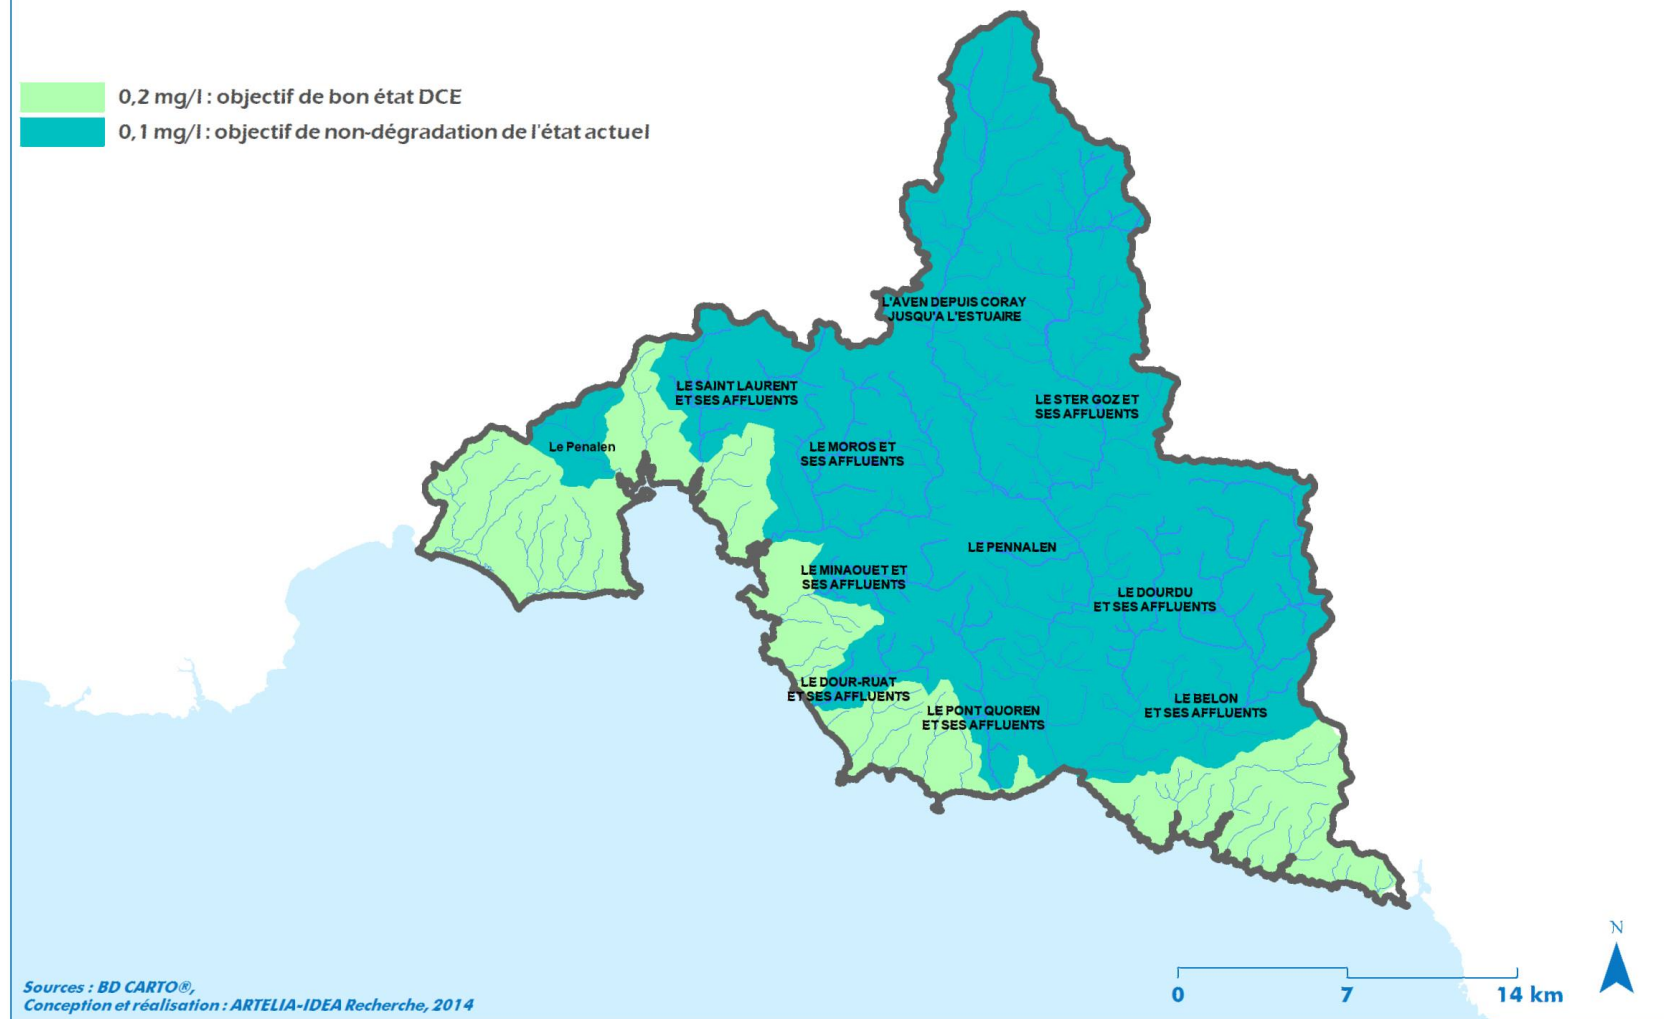 0,2 mg/l : objectif de bon état DCE
0,1 mg/l : objectif de non-dégradation de l'état actuel
L'AVEN DEPUIS CORAY
JUSQU'A L'ESTUAIRE
LE SAINT LAURENT
ET SES AFFLUENTS
LE STER GOZ ET
SES AFFLUENTS
Le Penalen
LE MOROS ET
SES AFFLUENTS
LE PENNALEN
LE MINAOUET ET
SES AFFLUENTS
LE DOURDU
ET SES AFFLUENTS
LE DOUR-RUAT
ET SES AFFLUENTS
LE PONT QUOREN
ET SES AFFLUENTS
LE BELON
ET SES AFFLUENTS
N
0 7 14 km
Sources : BD CARTO®,
Conception et réalisation : ARTELIA-IDEA Recherche, 2014